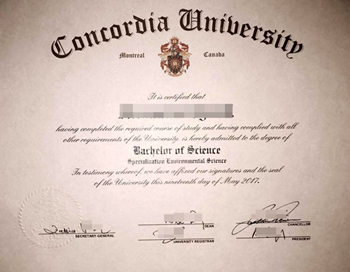 Concordia University
Montreal Canada
It is certified that
having completed the required course of study and having complied with all
other requirements of the University, is hereby admitted to the degree of
Bachelor of Science
Specialization Environmental Science
In testimony whereof, we have affixed our signatures and the seal
of the University this nineteenth day of May 2017.
SECRETARY-GENERAL
DEAN
UNIVERSITY REGISTRAR
CHANCELLOR
PRESIDENT